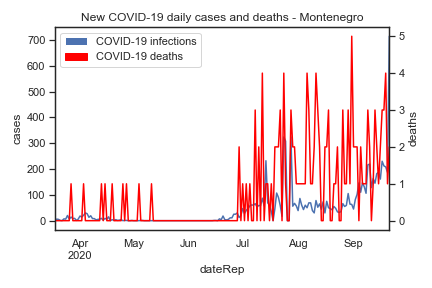 New COVID-19 daily cases and deaths - Montenegro
COVID-19 infections
COVID-19 deaths
700
600
500
400
300
200
100
0
cases
5
4
3
2
1
0
deaths
Apr May Jun Jul Aug Sep
2020
dateRep